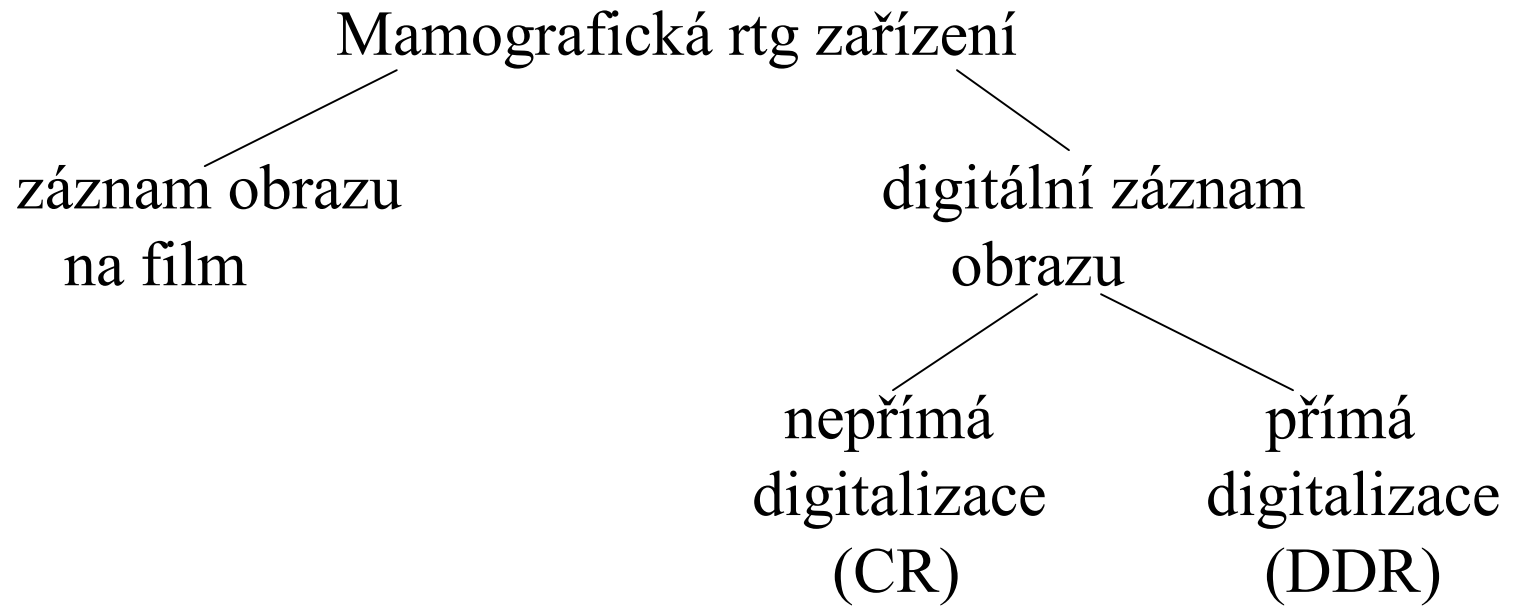 Mamografická rtg zařízení
záznam obrazu
na film
digitální záznam
obrazu
nepřímá
digitalizace
(CR)
přímá
digitalizace
(DDR)